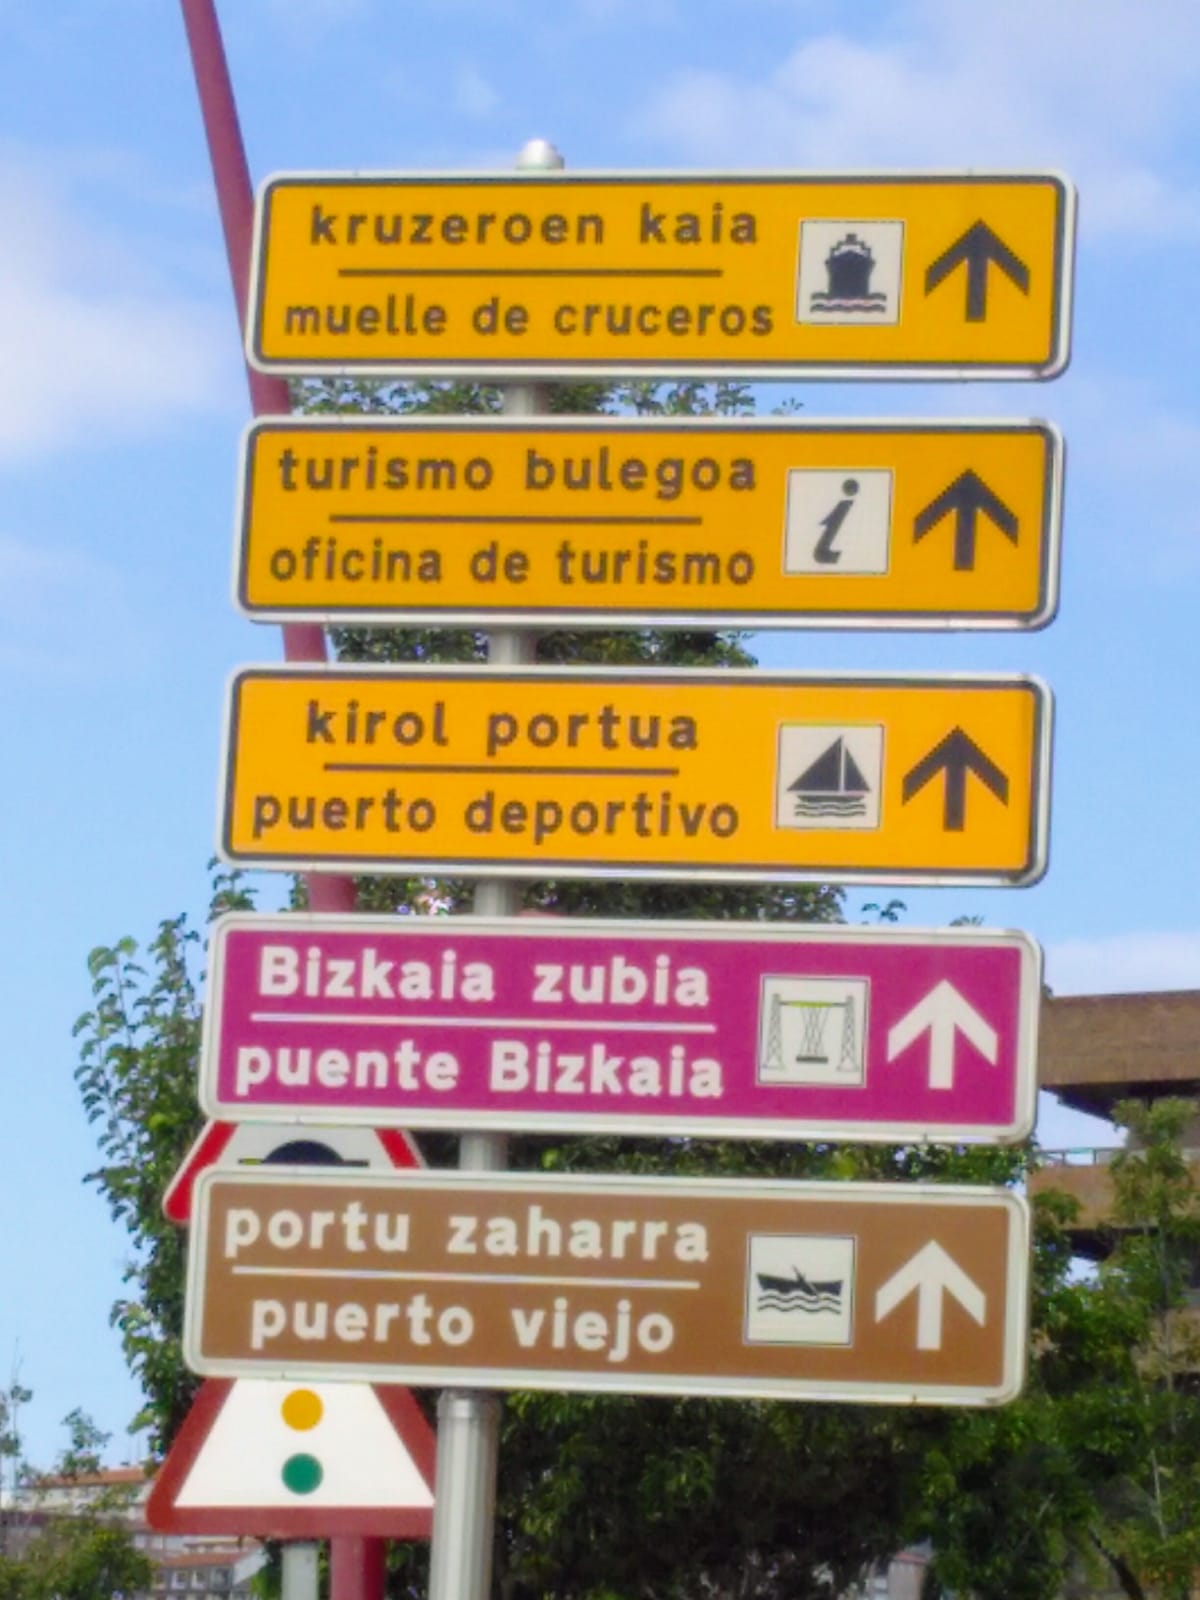 kruzeroen kaia
muelle de cruceros
turismo bulegoa
oficina de turismo
kirol portua
puerto deportivo
Bizkaia zubia
puente Bizkaia
portu zaharra
puerto viejo